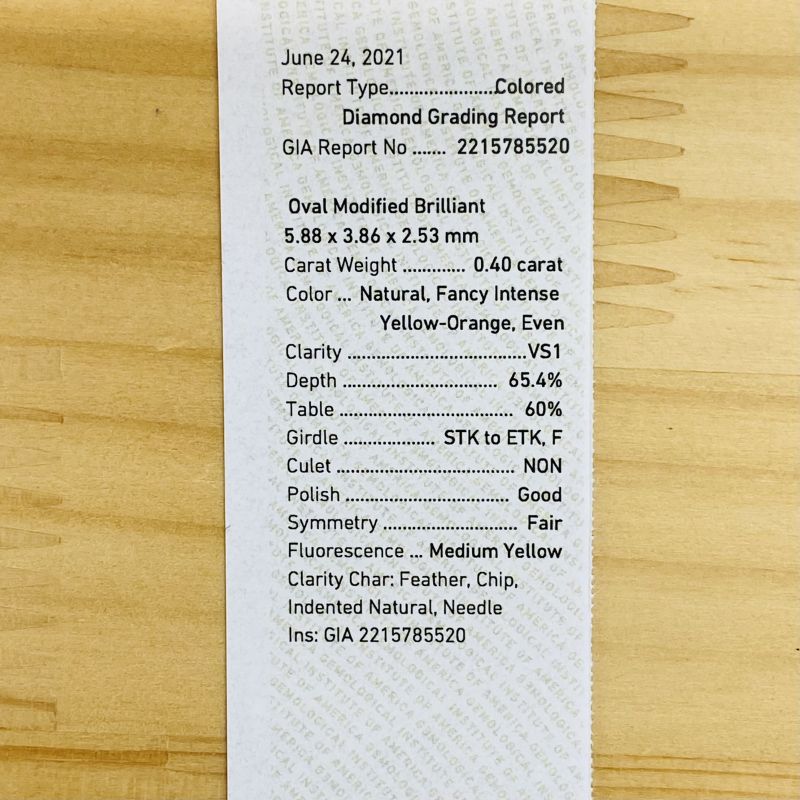 June 24, 2021
Report Type......................Colored
Diamond Grading Report
GIA Report No ....... 2215785520
Oval Modified Brilliant
5.88 x 3.86 x 2.53 mm
Carat Weight ............. 0.40 carat
Color ... Natural, Fancy Intense
Yellow-Orange, Even
Clarity .....................................VS1
Depth ................................ 65.4%
Table .................................... 60%
Girdle ................... STK to ETK, F
Culet ..................................... NON
Polish .................................. Good
Symmetry ............................ Fair
Fluorescence ... Medium Yellow
Clarity Char: Feather, Chip,
Indented Natural, Needle
Ins: GIA 2215785520